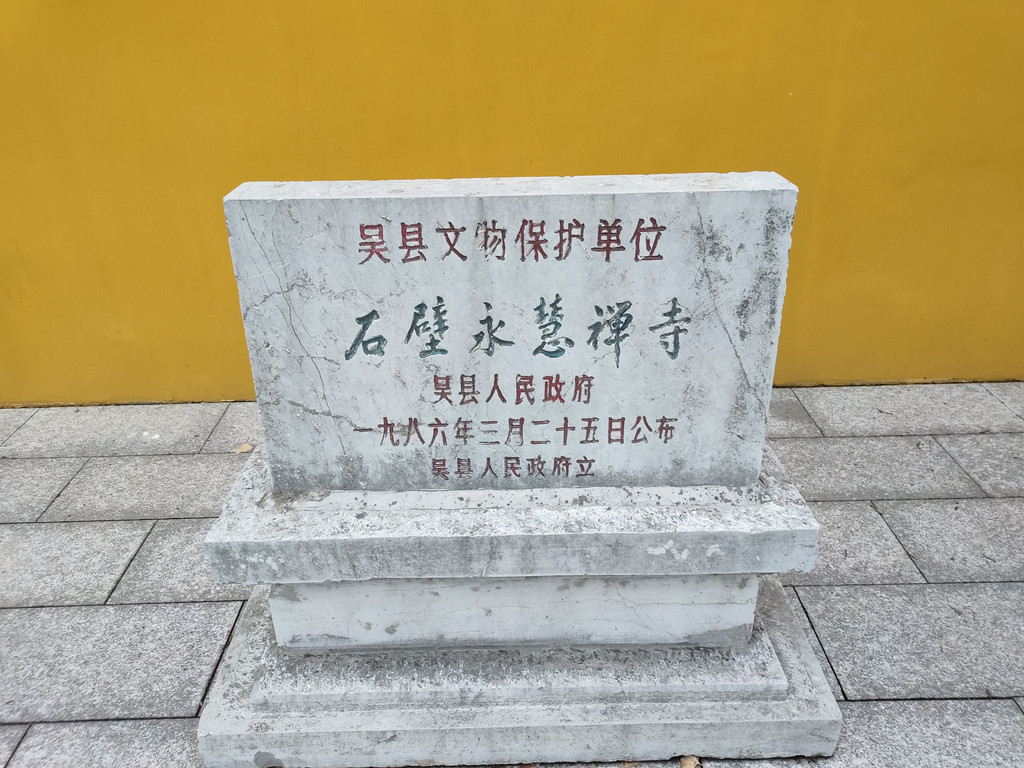 吴县文物保护单位
石壁永慧禅寺
吴县人民政府
一九八六年三月二十五日公布
吴县人民政府立